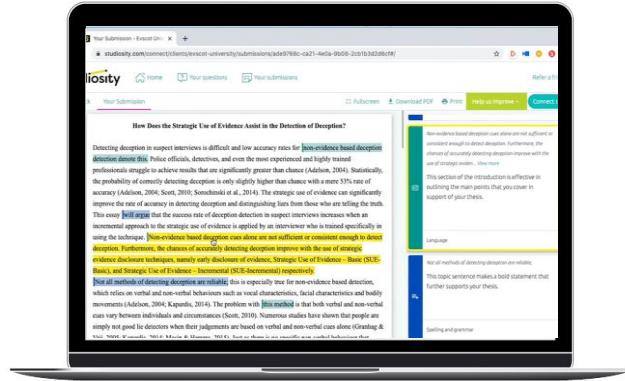 Your Submission - Evscot Uni
studiosity.com/connect/clients/evscot-university/submissions/
diosity
Home
Your questions
Your submissions
Refer a fri
Your Submission
Fullscreen
Download PDF
Print
Help us improve
Connect
How Does the Strategic Use of Evidence Assist in the Detection of Deception?
Detecting deception in suspect interviews is difficult and low accuracy rates for non-evidence based deception
detection denote this. Police officials, detectives, and even the most experienced and highly trained
professionals struggle to achieve results that are significantly greater than chance (Adelson, 2004). Statistically,
the probability of correctly detecting deception is only slightly higher than chance with a mere 53% rate of
accuracy (Adelson, 2004; Scott, 2010; Sorochinski et al., 2014). The strategic use of evidence can significantly
improve the rate of accuracy in detecting deception and distinguishing liars from those who are telling the truth.
This essay will argue that the success rate of deception detection in suspect interviews increases when an
incremental approach to the strategic use of evidence is applied by an interviewer who is trained specifically in
using the technique. Non-evidence based deception cues alone are not sufficient or consistent enough to detect
deception. Furthermore, the chances of accurately detecting deception improve with the use of strategic
evidence disclosure techniques, namely early disclosure of evidence, Strategic Use of Evidence – Basic (SUE-
Basic), and Strategic Use of Evidence – Incremental (SUE-Incremental) respectively.
Not all methods of detecting deception are reliable; this is especially true for non-evidence based detection,
which relies on verbal and non-verbal behaviours such as vocal characteristics, facial characteristics and bodily
movements (Adelson, 2004; Kapardis, 2014). The problem with this method is that both verbal and non-verbal
cues vary between individuals and circumstances (Scott, 2010). Numerous studies have shown that people are
simply not good lie detectors when their judgements are based on verbal and non-verbal cues alone (Granhag &
Non-evidence based deception cues alone are not sufficient or
consistent enough to detect deception. Furthermore, the
chances of accurately detecting deception improve with the
use of strategic eviden... View more
This section of the introduction is effective in
outlining the main points that you cover in
support of your thesis.
Language
Not all methods of detecting deception are reliable;
This topic sentence makes a bold statement that
further supports your thesis.
Spelling and grammar